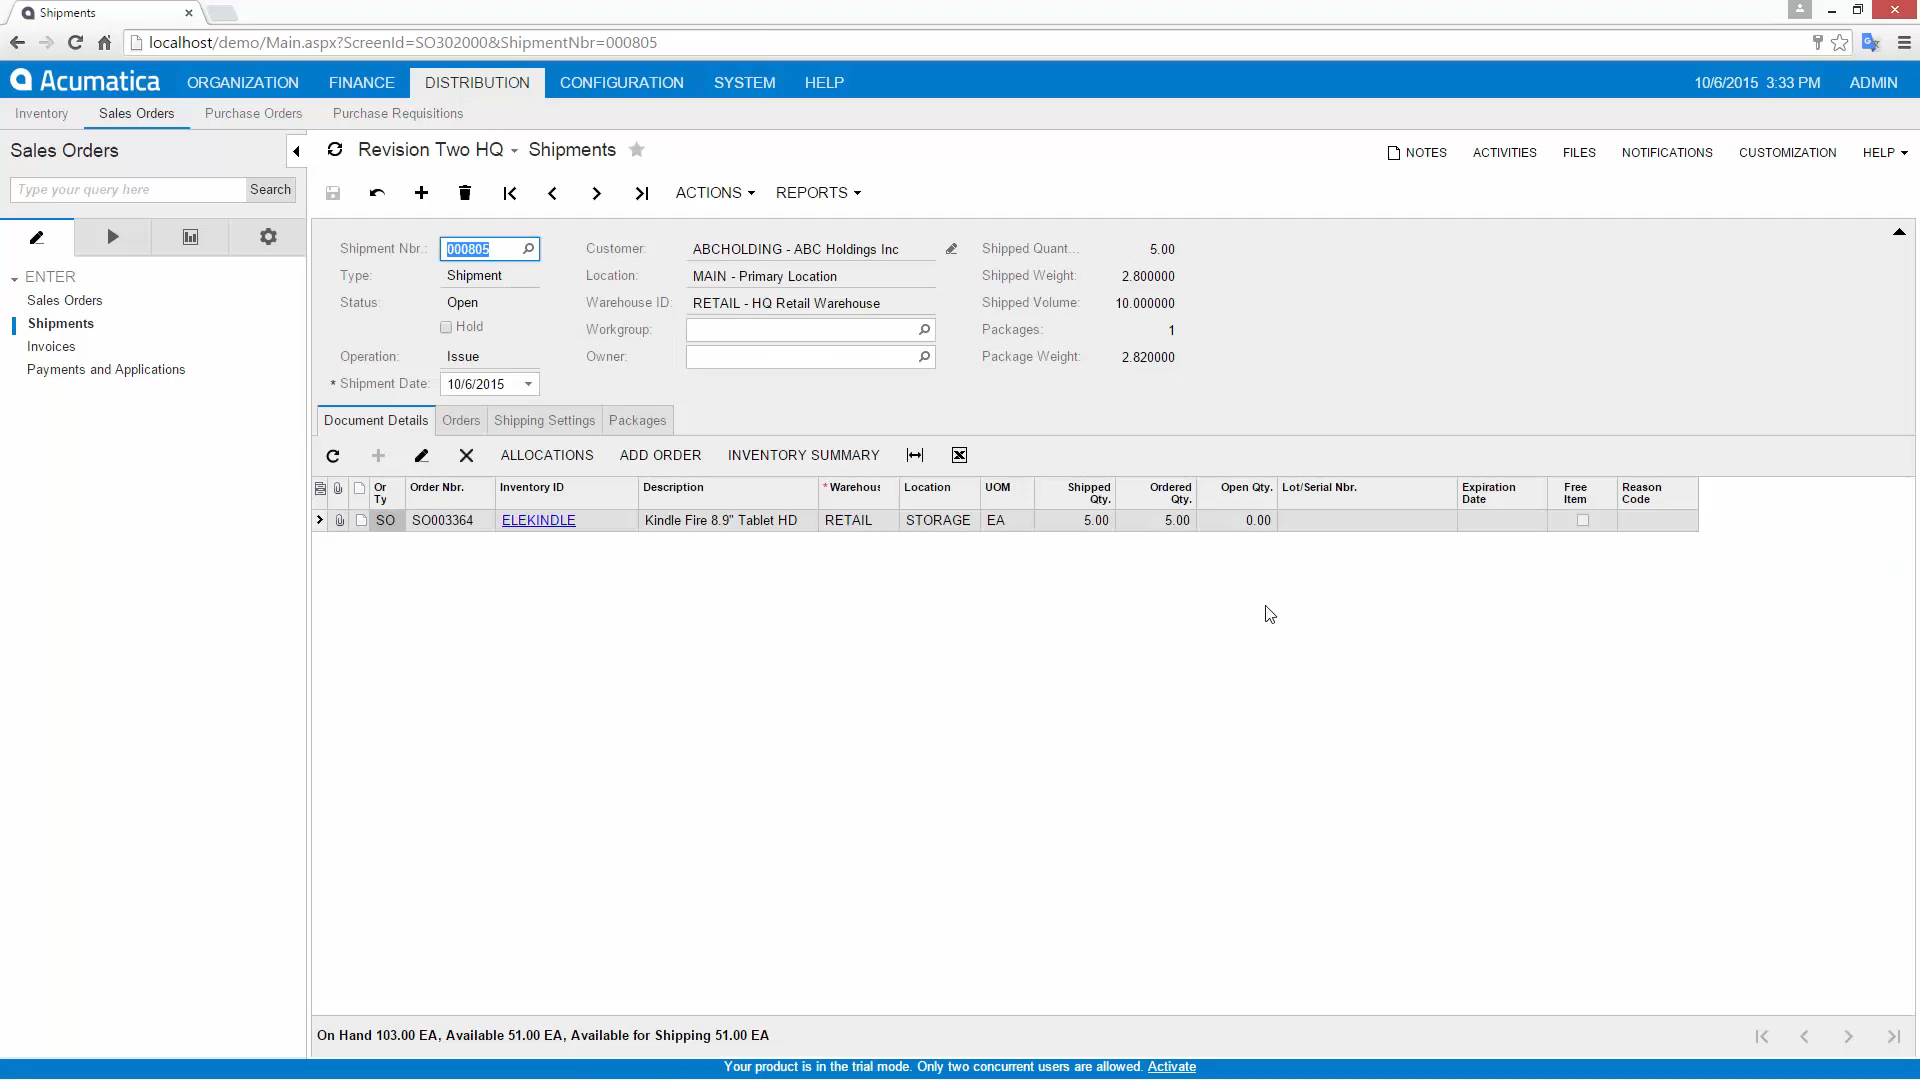 Shipments
localhost/demo/Main.aspx?ScreenId=SO302000&ShipmentNbr=000805
Acumatica ORGANIZATION FINANCE DISTRIBUTION CONFIGURATION SYSTEM HELP 10/6/2015 3:33 PM ADMIN
Inventory Sales Orders Purchase Orders Purchase Requisitions
Sales Orders
Type your query here Search
ENTER
Sales Orders
Shipments
Invoices
Payments and Applications
Revision Two HQ Shipments
NOTES ACTIVITIES FILES NOTIFICATIONS CUSTOMIZATION HELP
ACTIONS REPORTS
Shipment Nbr.: 000805 Customer: ABCHOLDING - ABC Holdings Inc Shipped Quant... 5.00
Type: Shipment Location: MAIN - Primary Location Shipped Weight: 2.800000
Status: Open Warehouse ID: RETAIL - HQ Retail Warehouse Shipped Volume: 10.000000
Hold Workgroup: Packages: 1
Operation: Issue Owner: Package Weight: 2.820000
* Shipment Date: 10/6/2015
Document Details Orders Shipping Settings Packages
ALLOCATIONS ADD ORDER INVENTORY SUMMARY
Or Ty Order Nbr. Inventory ID Description * Warehous Location UOM Shipped Qty. Ordered Qty. Open Qty. Lot/Serial Nbr. Expiration Date Free Item Reason Code
SO SO003364 ELEKINDLE Kindle Fire 8.9" Tablet HD RETAIL STORAGE EA 5.00 5.00 0.00
On Hand 103.00 EA, Available 51.00 EA, Available for Shipping 51.00 EA
Your product is in the trial mode. Only two concurrent users are allowed. Activate